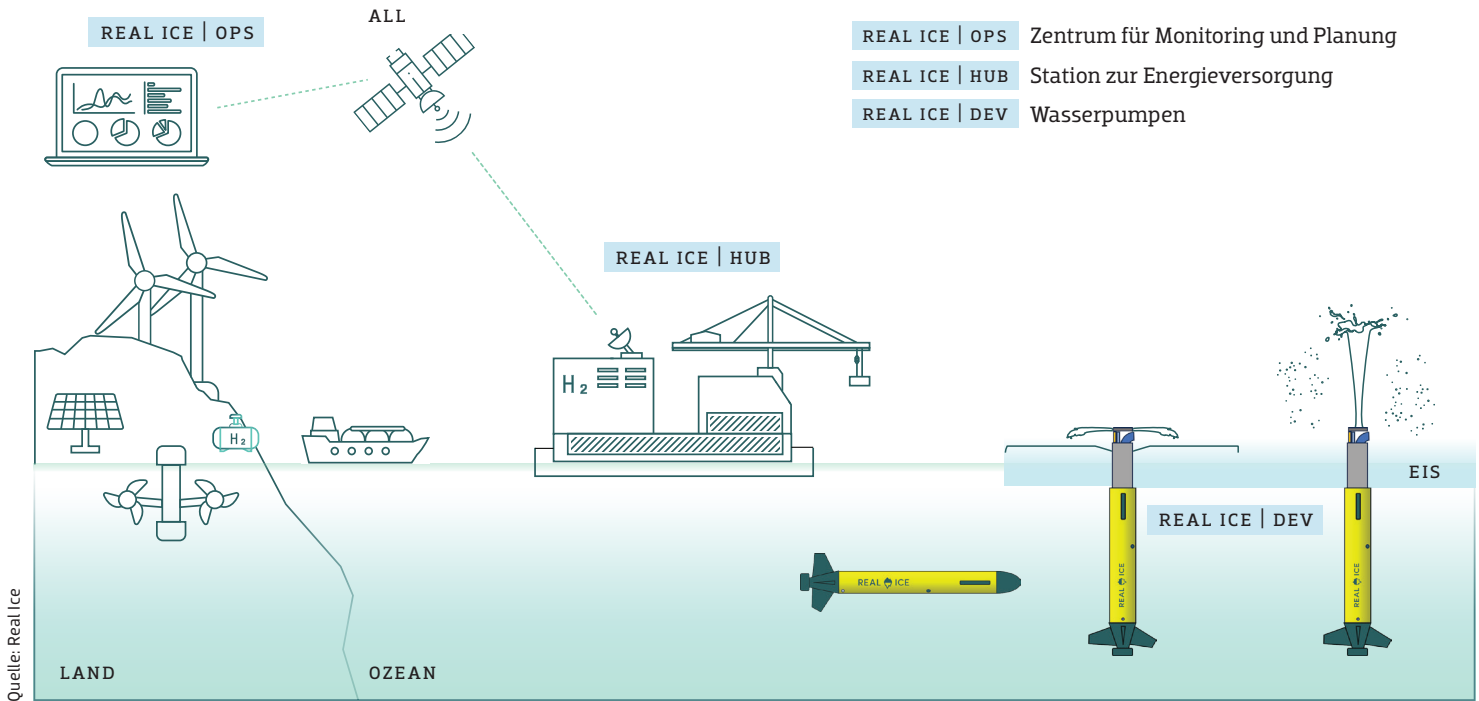 REAL ICE | OPS
ALL
REAL ICE | OPS Zentrum für Monitoring und Planung
REAL ICE | HUB Station zur Energieversorgung
REAL ICE | DEV Wasserpumpen
REAL ICE | HUB
H₂
H₂
EIS
REAL ICE | DEV
REAL ICE
REAL ICE
REAL ICE
LAND
OZEAN
Quelle: Real Ice